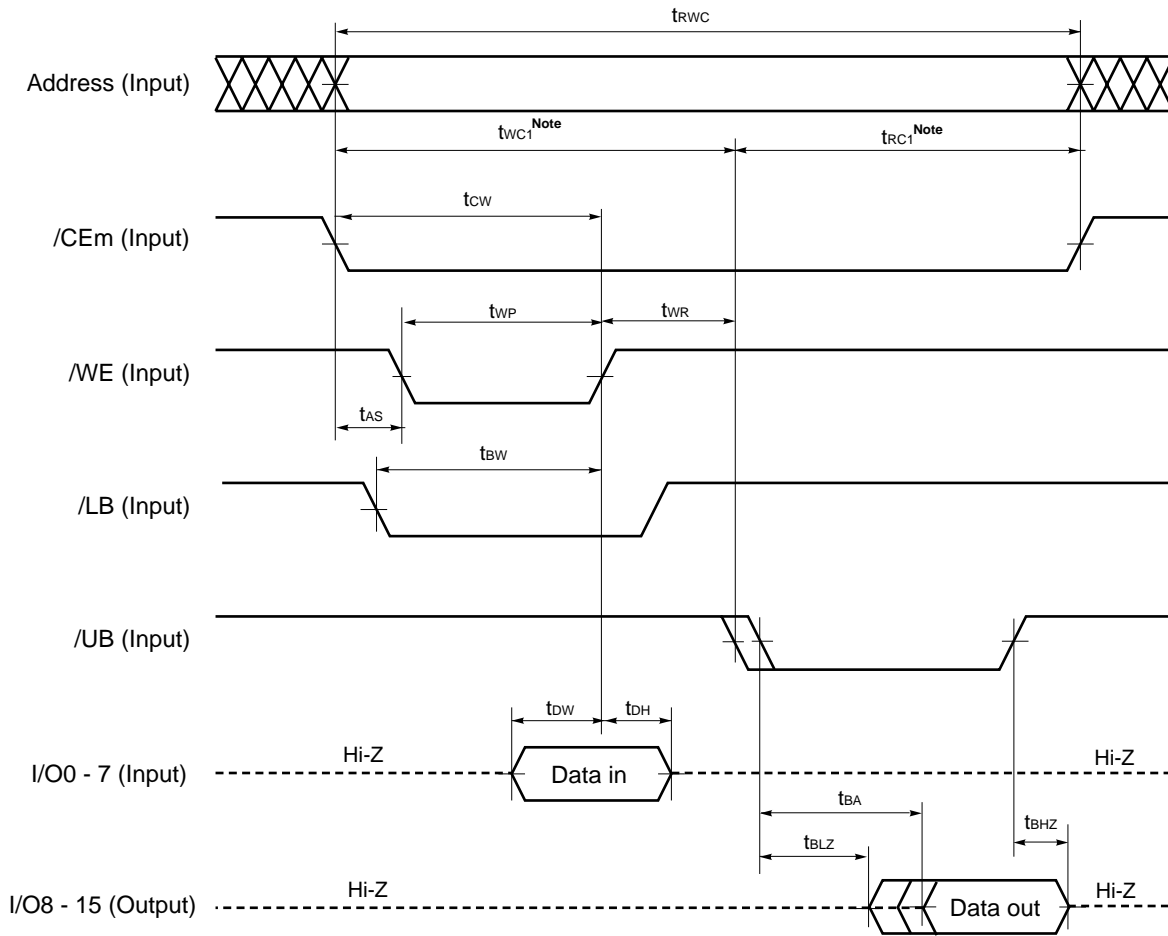 tRWC
Address (Input)
tWC1Note
tRC1Note
tCW
/CEm (Input)
tWP
tWR
/WE (Input)
tAS
tBW
/LB (Input)
/UB (Input)
tDW
tDH
Hi-Z
I/O0 - 7 (Input)
Data in
Hi-Z
tBA
tBHZ
tBLZ
Hi-Z
Hi-Z
I/O8 - 15 (Output)
Data out